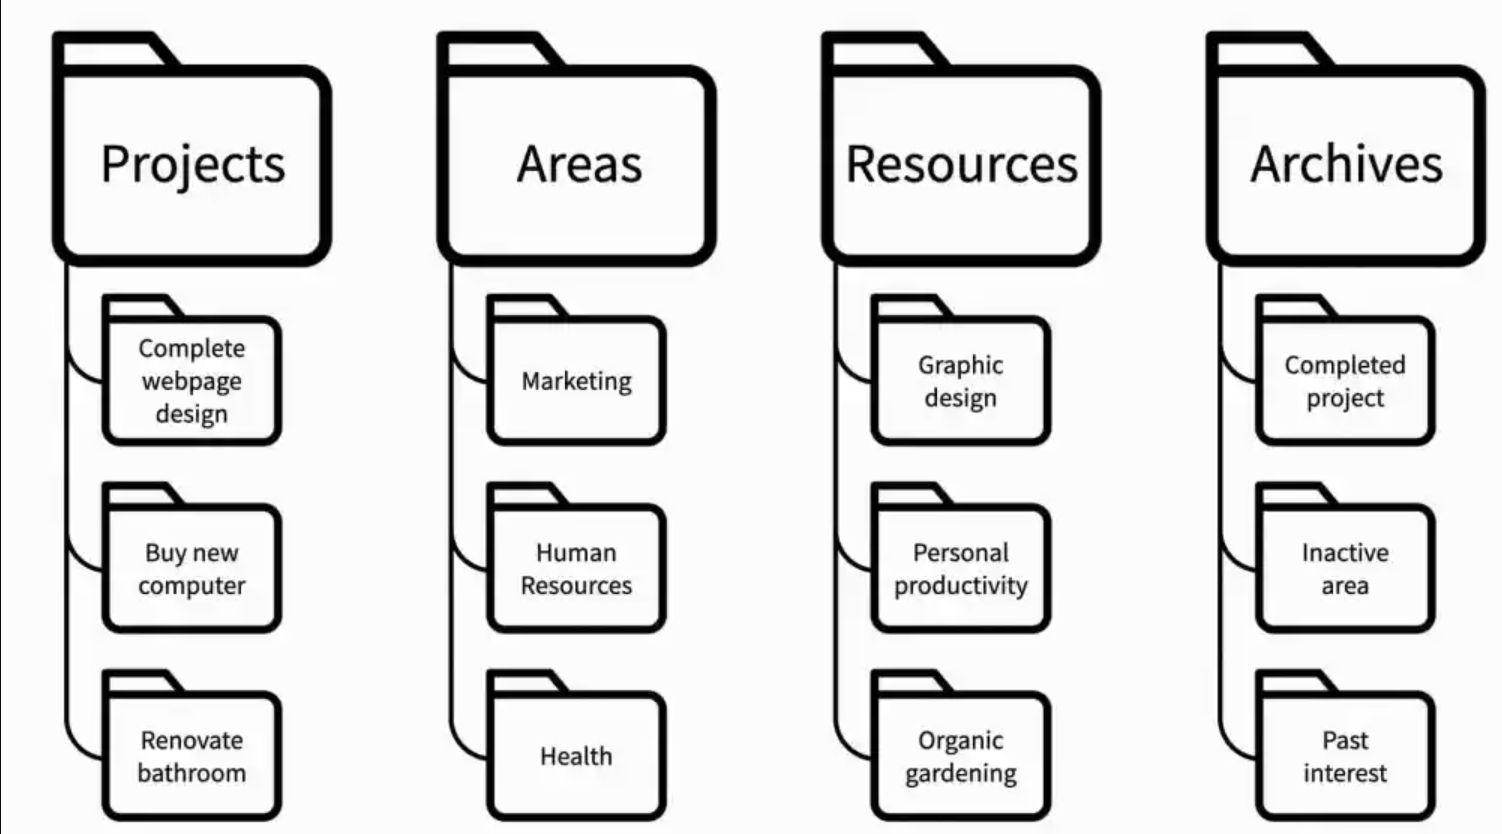 Projects
Complete
webpage
design
Buy new
computer
Renovate
bathroom
Areas
Marketing
Human
Resources
Health
Resources
Graphic
design
Personal
productivity
Organic
gardening
Archives
Completed
project
Inactive
area
Past
interest